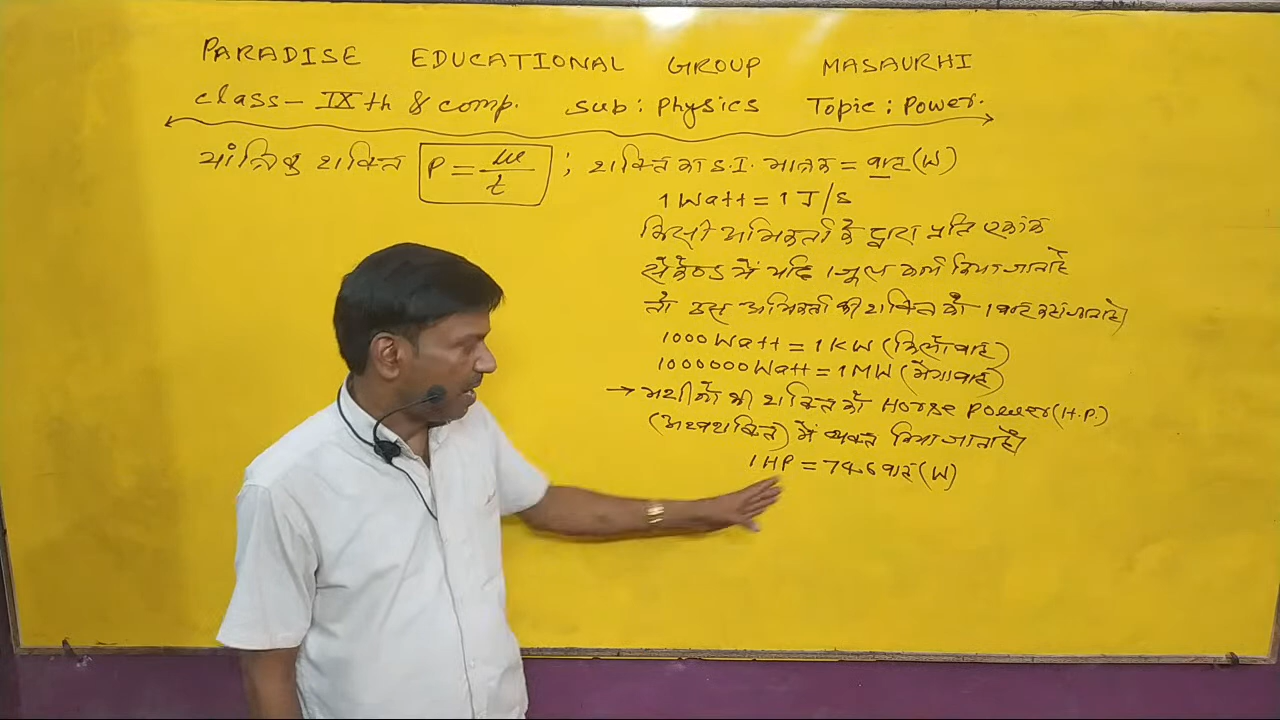 PARADISE EDUCATIONAL GROUP MASAURHI
class- IXth & comp. Sub: Physics Topic: Power.
यांत्रिक शक्ति P = W/t ; शक्ति का S.I. मात्रक = वाट (W)
1 Watt = 1 J/S
किसी अभिकर्ता के द्वारा प्रति एकांक
सेकेण्ड में यदि 1 जूल कार्य किया जाता है
तो उस अभिकर्ता की शक्ति को 1 वाट कहा जाता है।
1000 Watt = 1 KW (किलोवाट)
1000000 Watt = 1 MW (मेगावाट)
→ मशीनों की शक्ति को Horse Power (H.P.)
(अश्वशक्ति) में व्यक्त किया जाता है।
1 HP = 746 वाट (W)